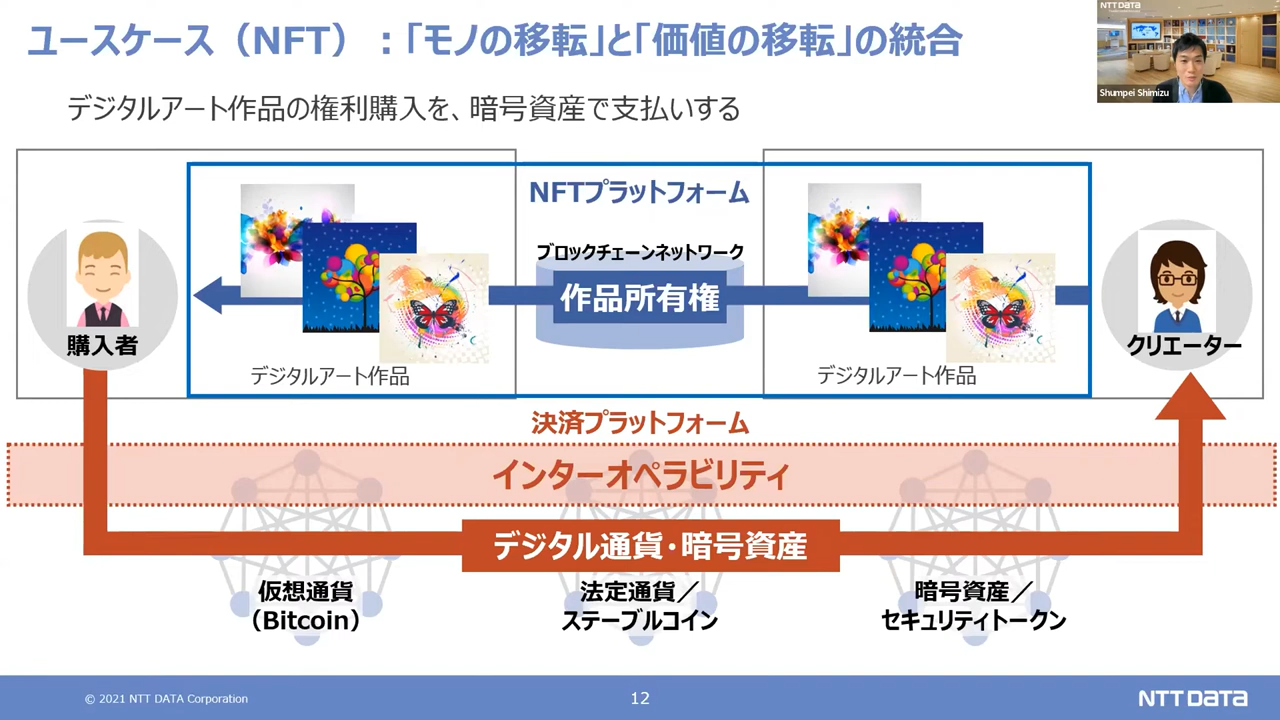 ユースケース（NFT）：「モノの移転」と「価値の移転」の統合
NTT DATA
Shumpei Shimizu
デジタルアート作品の権利購入を、暗号資産で支払いする
NFTプラットフォーム
ブロックチェーンネットワーク
作品所有権
購入者
クリエーター
デジタルアート作品
デジタルアート作品
決済プラットフォーム
インターオペラビリティ
デジタル通貨・暗号資産
仮想通貨
（Bitcoin）
法定通貨／
ステーブルコイン
暗号資産／
セキュリティトークン
© 2021 NTT DATA Corporation
12
NTT DATA